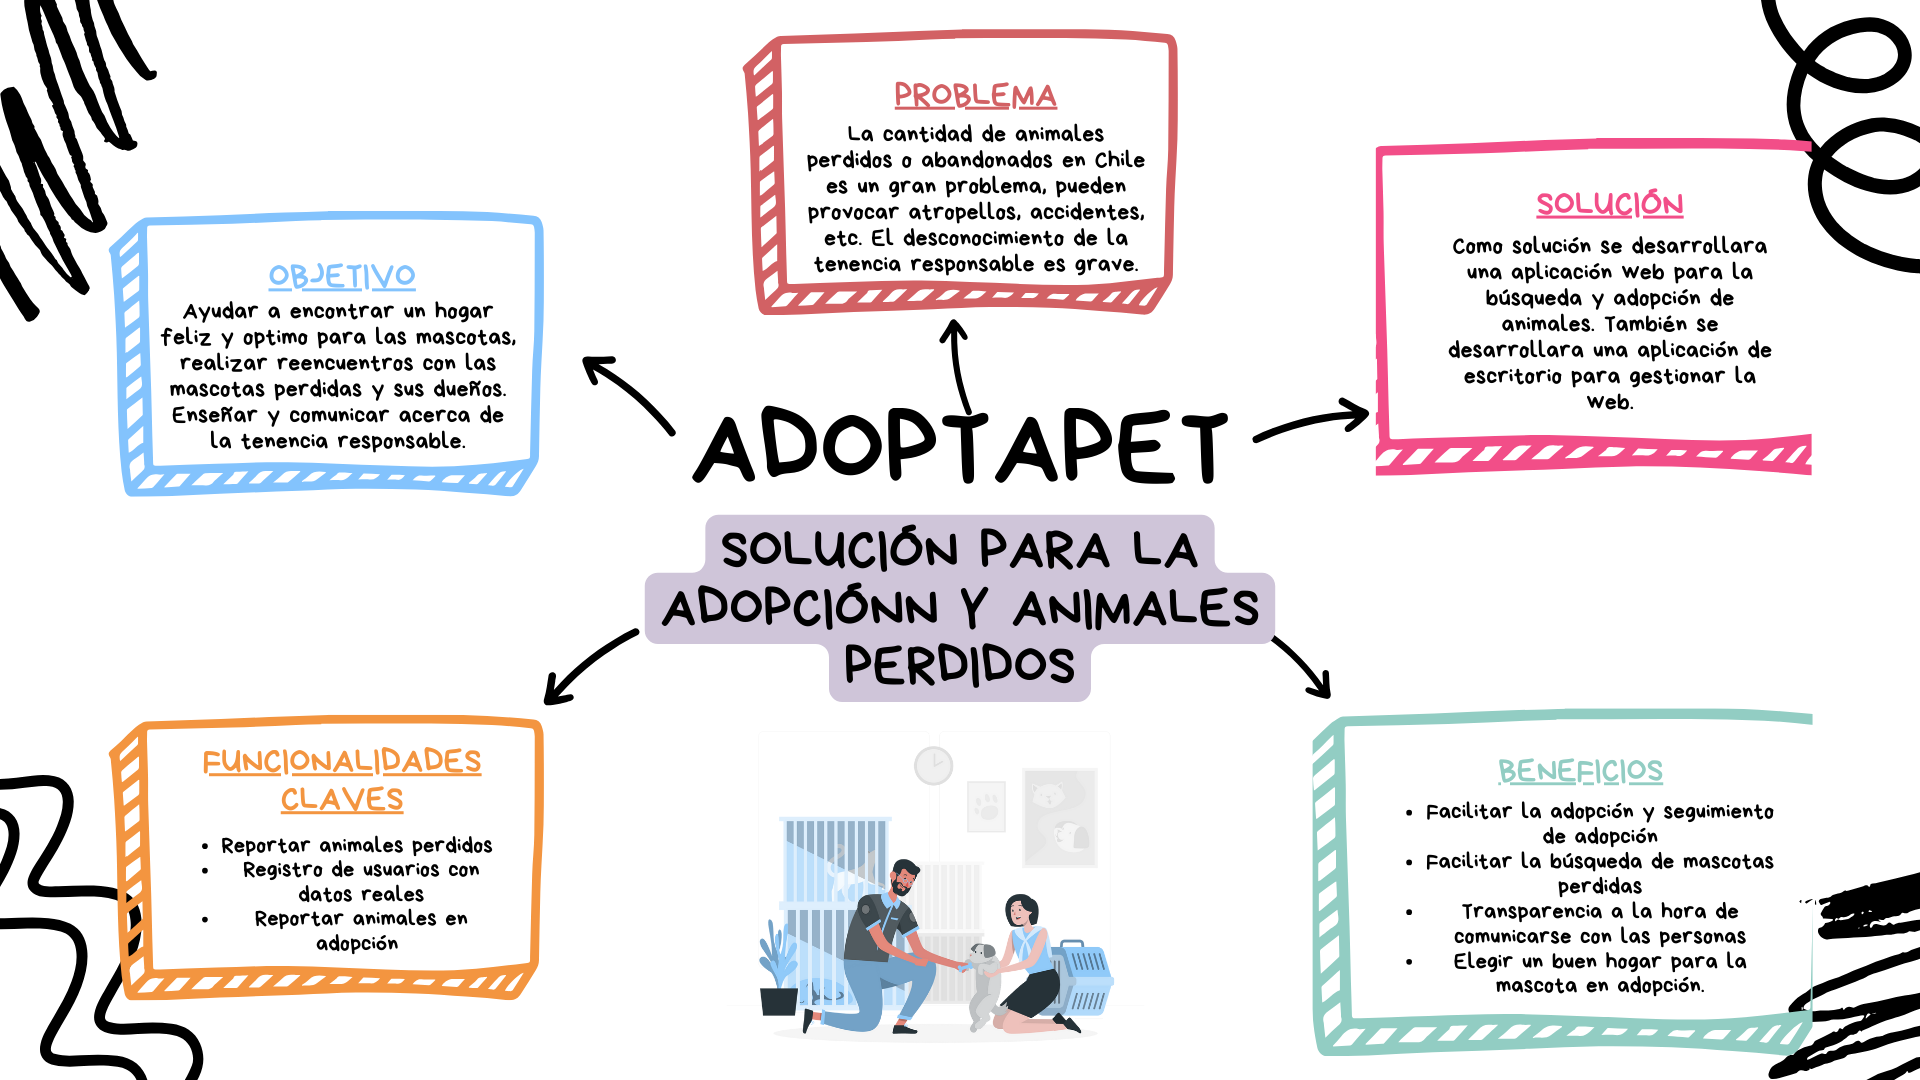 PROBLEMA
La cantidad de animales
perdidos o abandonados en Chile
es un gran problema, pueden
provocar atropellos, accidentes,
etc. El desconocimiento de la
tenencia responsable es grave.
SOLUCIÓN
Como solución se desarrollara
una aplicación web para la
búsqueda y adopción de
animales. También se
desarrollara una aplicación de
escritorio para gestionar la
web.
OBJETIVO
Ayudar a encontrar un hogar
feliz y optimo para las mascotas,
realizar reencuentros con las
mascotas perdidas y sus dueños.
Enseñar y comunicar acerca de
la tenencia responsable.
ADOPTAPET
SOLUCIÓN PARA LA
ADOPCIÓNN Y ANIMALES
PERDIDOS
FUNCIONALIDADES
CLAVES
• Reportar animales perdidos
• Registro de usuarios con
datos reales
• Reportar animales en
adopción
BENEFICIOS
• Facilitar la adopción y seguimiento
de adopción
• Facilitar la búsqueda de mascotas
perdidas
• Transparencia a la hora de
comunicarse con las personas
• Elegir un buen hogar para la
mascota en adopción.